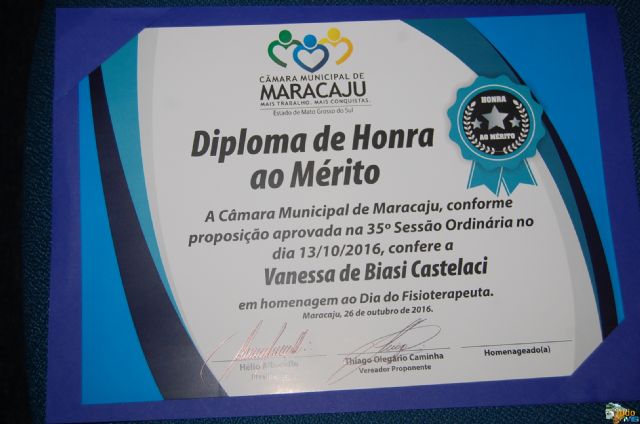 CÂMARA MUNICIPAL DE
MARACAJU
MAIS TRABALHO, MAIS CONQUISTAS.
Estado de Mato Grosso do Sul
HONRA
AO MÉRITO
Diploma de Honra
ao Mérito
A Câmara Municipal de Maracaju, conforme
proposição aprovada na 35º Sessão Ordinária no
dia 13/10/2016, confere a
Vanessa de Biasi Castelaci
em homenagem ao Dia do Fisioterapeuta.
Maracaju, 26 de outubro de 2016.
Hélio
Thiago Olegário Caminha
Vereador Proponente
Homenageado(a)